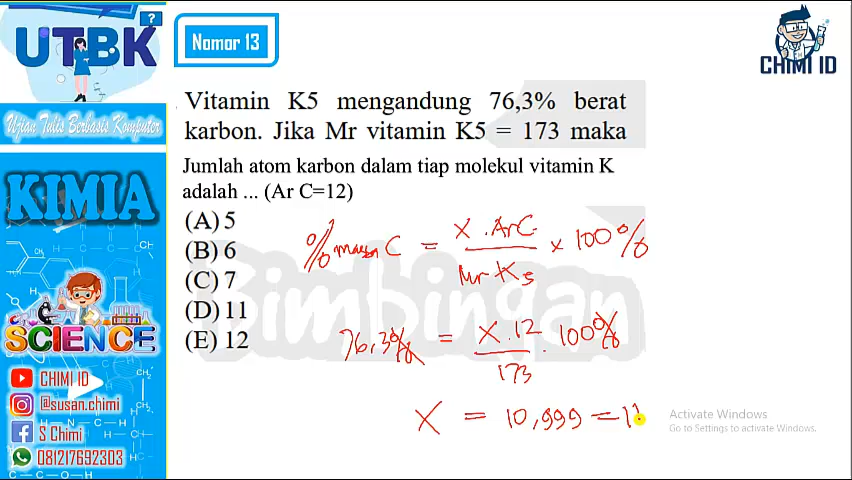 UTBK
?
Ujian Tulis Berbasis Komputer
Nomor 13
CHIMI ID
Vitamin K5 mengandung 76,3% berat
karbon. Jika Mr vitamin K5 = 173 maka
Jumlah atom karbon dalam tiap molekul vitamin K
adalah ... (Ar C=12)
(A) 5
(B) 6
(C) 7
(D) 11
(E) 12
% massa C = X . Ar C / Mr K5 x 100%
76,3% = X . 12 / 173 . 100%
X = 10,999 = 11
Bimbingan
KIMIA
SCIENCE
CHIMI ID
@susan.chimi
S Chimi
081217692303
Activate Windows
Go to Settings to activate Windows.